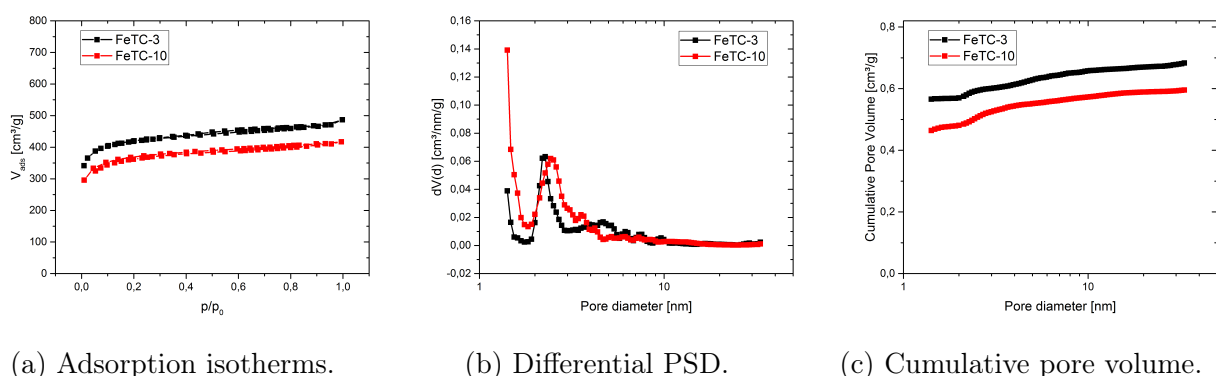 800
700
600
500
400
300
200
100
0
V_ads [cm³/g]
FeTC-3
FeTC-10
0,0 0,2 0,4 0,6 0,8 1,0
p/p₀
(a) Adsorption isotherms.
0,16
0,14
0,12
0,10
0,08
0,06
0,04
0,02
0,00
-0,02
dV(d) [cm³/nm/g]
FeTC-3
FeTC-10
1 10
Pore diameter [nm]
(b) Differential PSD.
0,8
0,6
0,4
0,2
0,0
Cumulative Pore Volume [cm³/g]
FeTC-3
FeTC-10
1 10
Pore diameter [nm]
(c) Cumulative pore volume.